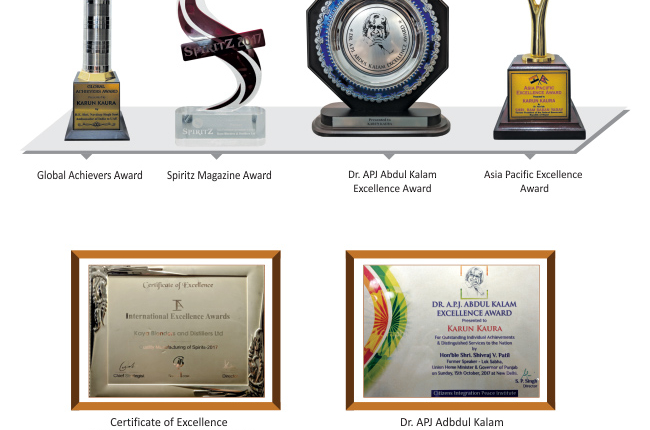 GLOBAL
ACHIEVERS AWARD
KARUN KAURA
SPIRITZ 2017
SPIRITZ
DR. APJ ABDUL KALAM EXCELLENCE AWARD
Presented to
ASIA PACIFIC
EXCELLENCE AWARD
KARUN KAURA
Global Achievers Award
Spiritz Magazine Award
Dr. APJ Abdul Kalam
Excellence Award
Asia Pacific Excellence
Award
Certificate of Excellence
International Excellence Awards
and Distillers Ltd
of Spirits 2017
DR. A.P.J. ABDUL KALAM
EXCELLENCE AWARD
Presented to
KARUN KAURA
For Outstanding Individual Achievements
& Distinguished Services to the Nation
by
Hon'ble Shri. Shivraj V. Patil
Former Speaker - Lok Sabha,
Union Home Minister & Governor of Punjab
on Sunday, 15th October, 2017 at New Delhi.
S. P. Singh
Director
Citizens Integration Peace Institute
Certificate of Excellence
Dr. APJ Adbdul Kalam